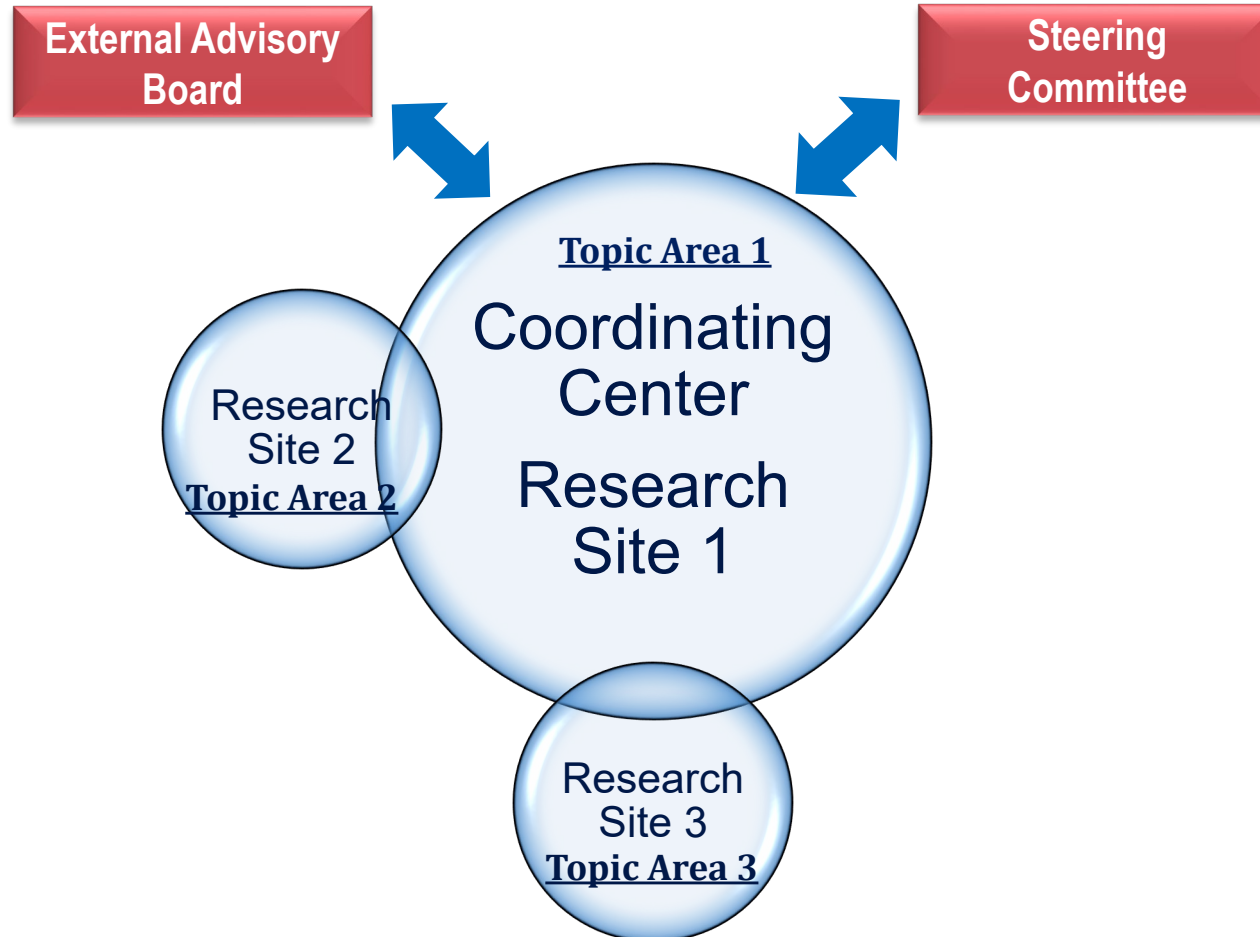 External Advisory
Board
Steering
Committee
Topic Area 1
Coordinating
Center
Research
Site 1
Research
Site 2
Topic Area 2
Research
Site 3
Topic Area 3